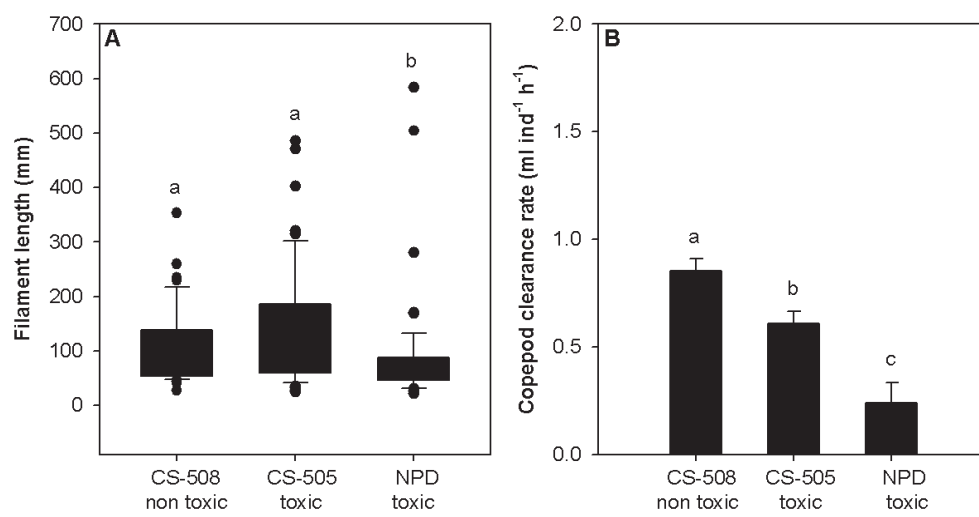 A
Filament length (mm)
700
600
500
400
300
200
100
0
a
a
b
CS-508
non toxic
CS-505
toxic
NPD
toxic
B
Copepod clearance rate (ml ind-1 h-1)
2.0
1.5
1.0
0.5
0.0
a
b
c
CS-508
non toxic
CS-505
toxic
NPD
toxic